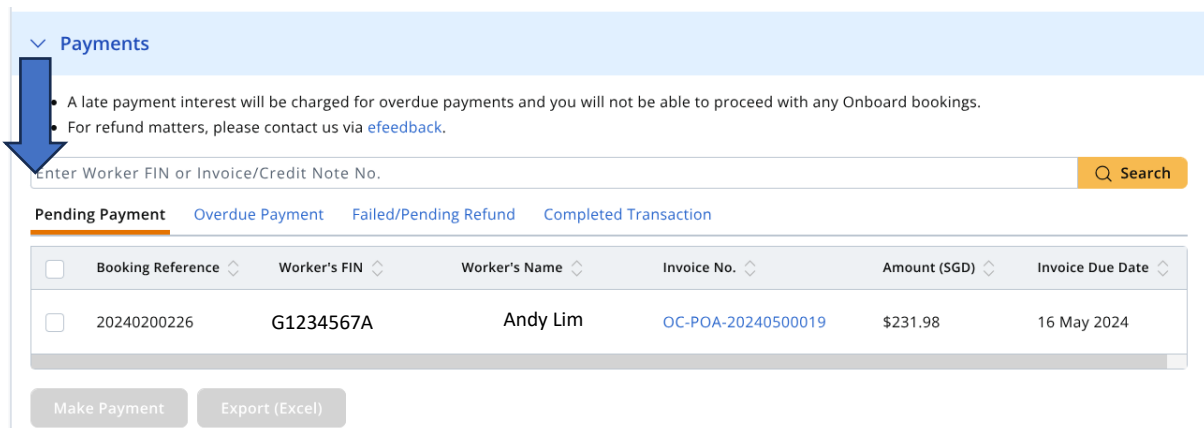 Payments
A late payment interest will be charged for overdue payments and you will not be able to proceed with any Onboard bookings.
For refund matters, please contact us via efeedback.
Enter Worker FIN or Invoice/Credit Note No. Search
Pending Payment Overdue Payment Failed/Pending Refund Completed Transaction
Booking Reference Worker's FIN Worker's Name Invoice No. Amount (SGD) Invoice Due Date
20240200226 G1234567A Andy Lim OC-POA-20240500019 $231.98 16 May 2024
Make Payment Export (Excel)